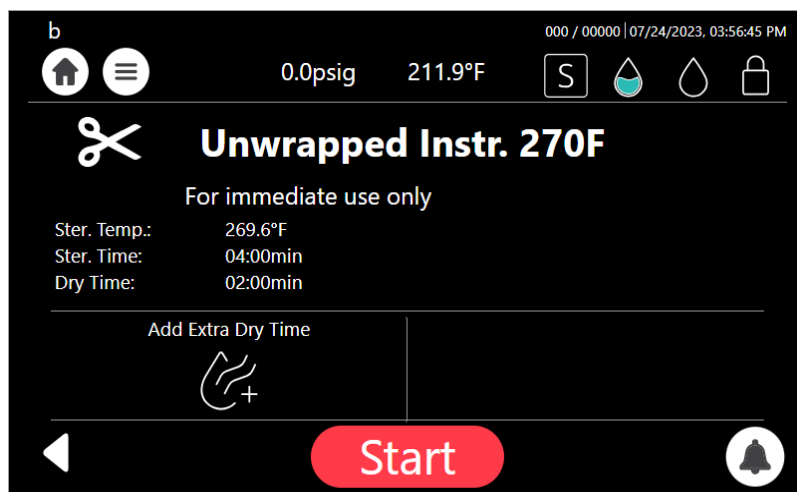 b
000 / 00000 | 07/24/2023, 03:56:45 PM
0.0psig 211.9°F S
Unwrapped Instr. 270F
For immediate use only
Ster. Temp.: 269.6°F
Ster. Time: 04:00min
Dry Time: 02:00min
Add Extra Dry Time
Start